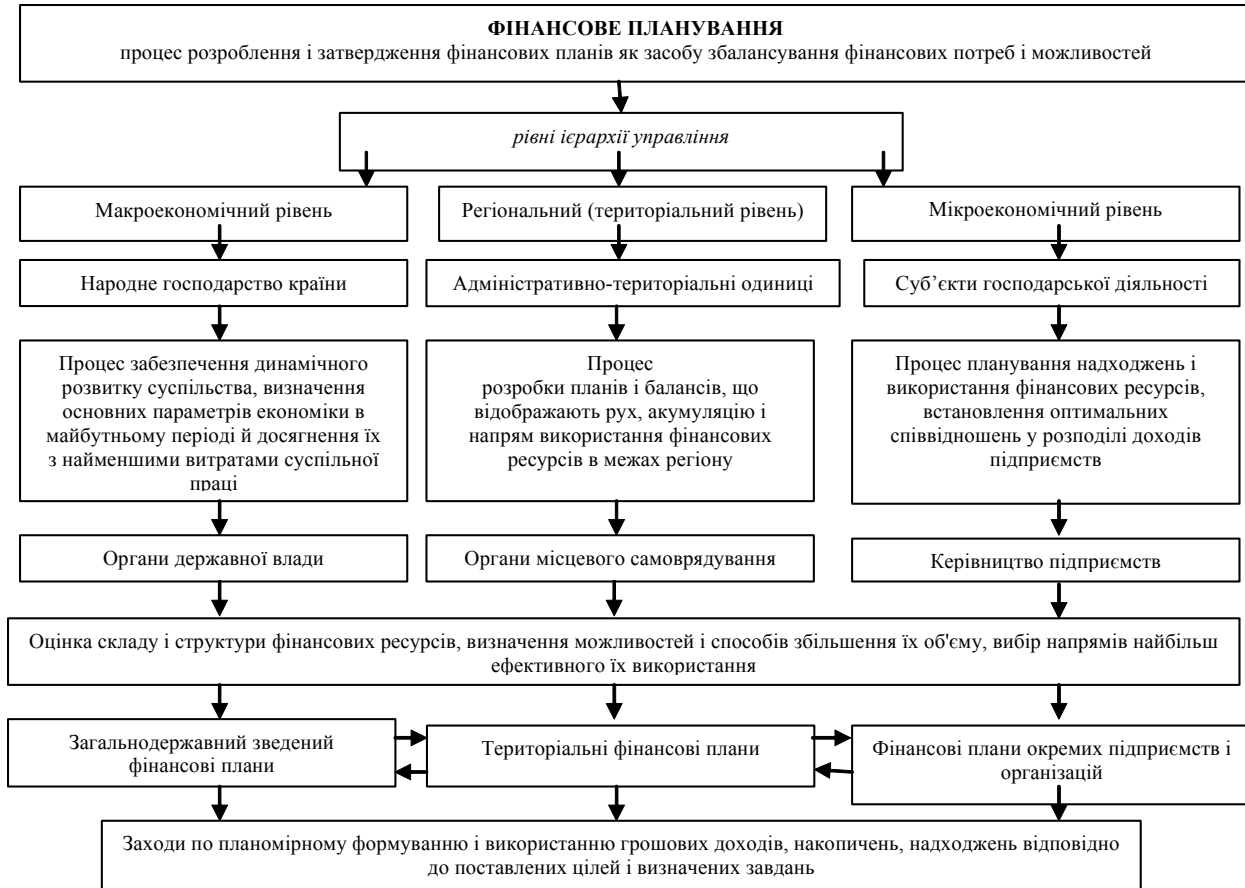 ФІНАНСОВЕ ПЛАНУВАННЯ
процес розроблення і затвердження фінансових планів як засобу збалансування фінансових потреб і можливостей
рівні ієрархії управління
Макроекономічний рівень
Регіональний (територіальний рівень)
Мікроекономічний рівень
Народне господарство країни
Адміністративно-територіальні одиниці
Суб’єкти господарської діяльності
Процес забезпечення динамічного
розвитку суспільства, визначення
основних параметрів економіки в
майбутньому періоді й досягнення їх
з найменшими витратами суспільної
праці
Процес
розробки планів і балансів, що
відображають рух, акумуляцію і
напрям використання фінансових
ресурсів в межах регіону
Процес планування надходжень і
використання фінансових ресурсів,
встановлення оптимальних
співвідношень у розподілі доходів
підприємств
Органи державної влади
Органи місцевого самоврядування
Керівництво підприємств
Оцінка складу і структури фінансових ресурсів, визначення можливостей і способів збільшення їх об'єму, вибір напрямів найбільш
ефективного їх використання
Загальнодержавний зведений
фінансові плани
Територіальні фінансові плани
Фінансові плани окремих підприємств і
організацій
Заходи по планомірному формуванню і використанню грошових доходів, накопичень, надходжень відповідно
до поставлених цілей і визначених завдань